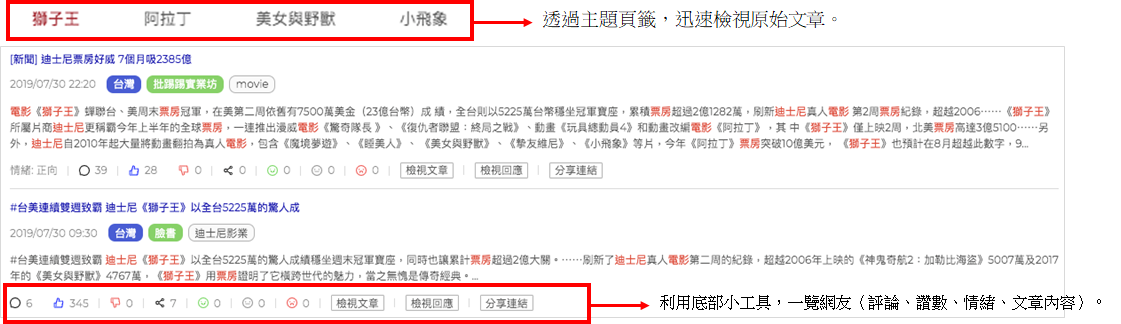 獅子王 阿拉丁 美女與野獸 小飛象
透過主題頁籤，迅速檢視原始文章。
[新聞] 迪士尼票房好威 7個月吸2385億
2019/07/30 22:20 台灣 批踢踢實業坊 movie
電影《獅子王》蟬聯台、美周末票房冠軍，在美第二周依舊有7500萬美金（23億台幣）成 績，全台則以5225萬台幣穩坐冠軍寶座，累積票房超過2億1282萬，刷新迪士尼真人電影 第2周票房紀錄，超越2006⋯⋯《獅子王》
所屬片商迪士尼更稱霸今年上半年的全球票房，一連推出漫威電影《驚奇隊長 》、《復仇者聯盟：終局之戰》、動畫《玩具總動員4》和動畫改編電影《阿拉丁》，其 中《獅子王》僅上映2周，北美票房高達3億5100⋯⋯另
外，迪士尼自2010年起大量將動畫翻拍為真人電影，包含《魔境夢遊》、《睡美人》、 《美女與野獸》、《摯友維尼》、《小飛象》等片，今年《阿拉丁》票房突破10億美元， 《獅子王》也預計在8月超越此數字，9...
情緒: 正向 39 28 0 0 0 0 0 檢視文章 檢視回應 分享連結
#台美連續雙週致霸 迪士尼《獅子王》以全台5225萬的驚人成
2019/07/30 09:30 台灣 臉書 迪士尼影業
#台美連續雙週致霸 迪士尼《獅子王》以全台5225萬的驚人成績穩坐週末冠軍寶座，同時也讓累計票房超過2億大關。⋯⋯刷新了迪士尼真人電影第二周的紀錄，超越2006年上映的《神鬼奇航2：加勒比海盜》5007萬及2017
年的《美女與野獸》4767萬，《獅子王》用票房證明了它橫跨世代的魅力，當之無愧是傳奇經典。...
6 345 0 7 0 0 0 檢視文章 檢視回應 分享連結
利用底部小工具，一覽網友（評論、讚數、情緒、文章內容）。